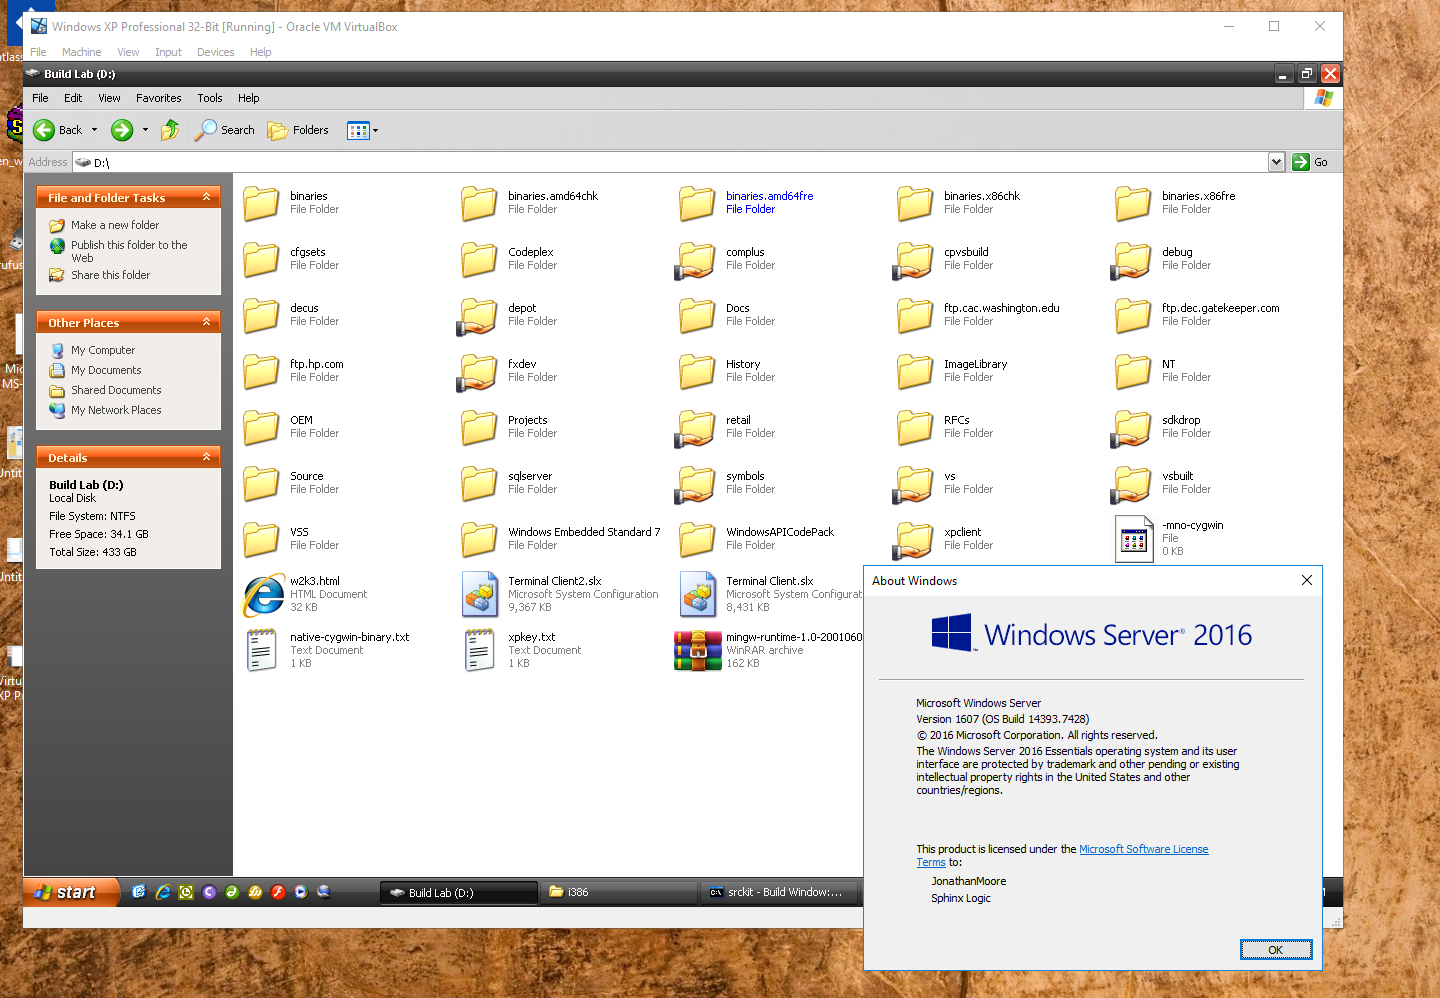 Windows XP Professional 32-Bit [Running] - Oracle VM VirtualBox
File Machine View Input Devices Help
Build Lab (D:)
File Edit View Favorites Tools Help
Back Search Folders
Address D:\ Go
File and Folder Tasks
Make a new folder
Publish this folder to the
Web
Share this folder
Other Places
My Computer
My Documents
Shared Documents
My Network Places
Details
Build Lab (D:)
Local Disk
File System: NTFS
Free Space: 34.1 GB
Total Size: 433 GB
binaries binaries.amd64chk binaries.amd64fre binaries.x86chk binaries.x86fre
File Folder File Folder File Folder File Folder File Folder
cfgsets Codeplex complus cpvsbuild debug
File Folder File Folder File Folder File Folder File Folder
decus depot Docs ftp.cac.washington.edu ftp.dec.gatekeeper.com
File Folder File Folder File Folder File Folder File Folder
ftp.hp.com fxdev History ImageLibrary NT
File Folder File Folder File Folder File Folder File Folder
OEM Projects retail RFCs sdkdrop
File Folder File Folder File Folder File Folder File Folder
Source sqlserver symbols vs vsbuilt
File Folder File Folder File Folder File Folder File Folder
VSS Windows Embedded Standard 7 WindowsAPICodePack xpclient -mno-cygwin
File Folder File Folder File Folder File Folder File
0 KB
w2k3.html Terminal Client2.slx Terminal Client.slx
HTML Document Microsoft System Configuration Microsoft System Configurat
32 KB 9,367 KB 8,431 KB
native-cygwin-binary.txt xpkey.txt mingw-runtime-1.0-2001060
Text Document Text Document WinRAR archive
1 KB 1 KB 162 KB
start Build Lab (D:) i386 srckit - Build Window:...
About Windows
Windows Server® 2016
Microsoft Windows Server
Version 1607 (OS Build 14393.7428)
© 2016 Microsoft Corporation. All rights reserved.
The Windows Server 2016 Essentials operating system and its user
interface are protected by trademark and other pending or existing
intellectual property rights in the United States and other
countries/regions.
This product is licensed under the Microsoft Software License
Terms to:
JonathanMoore
Sphinx Logic
OK